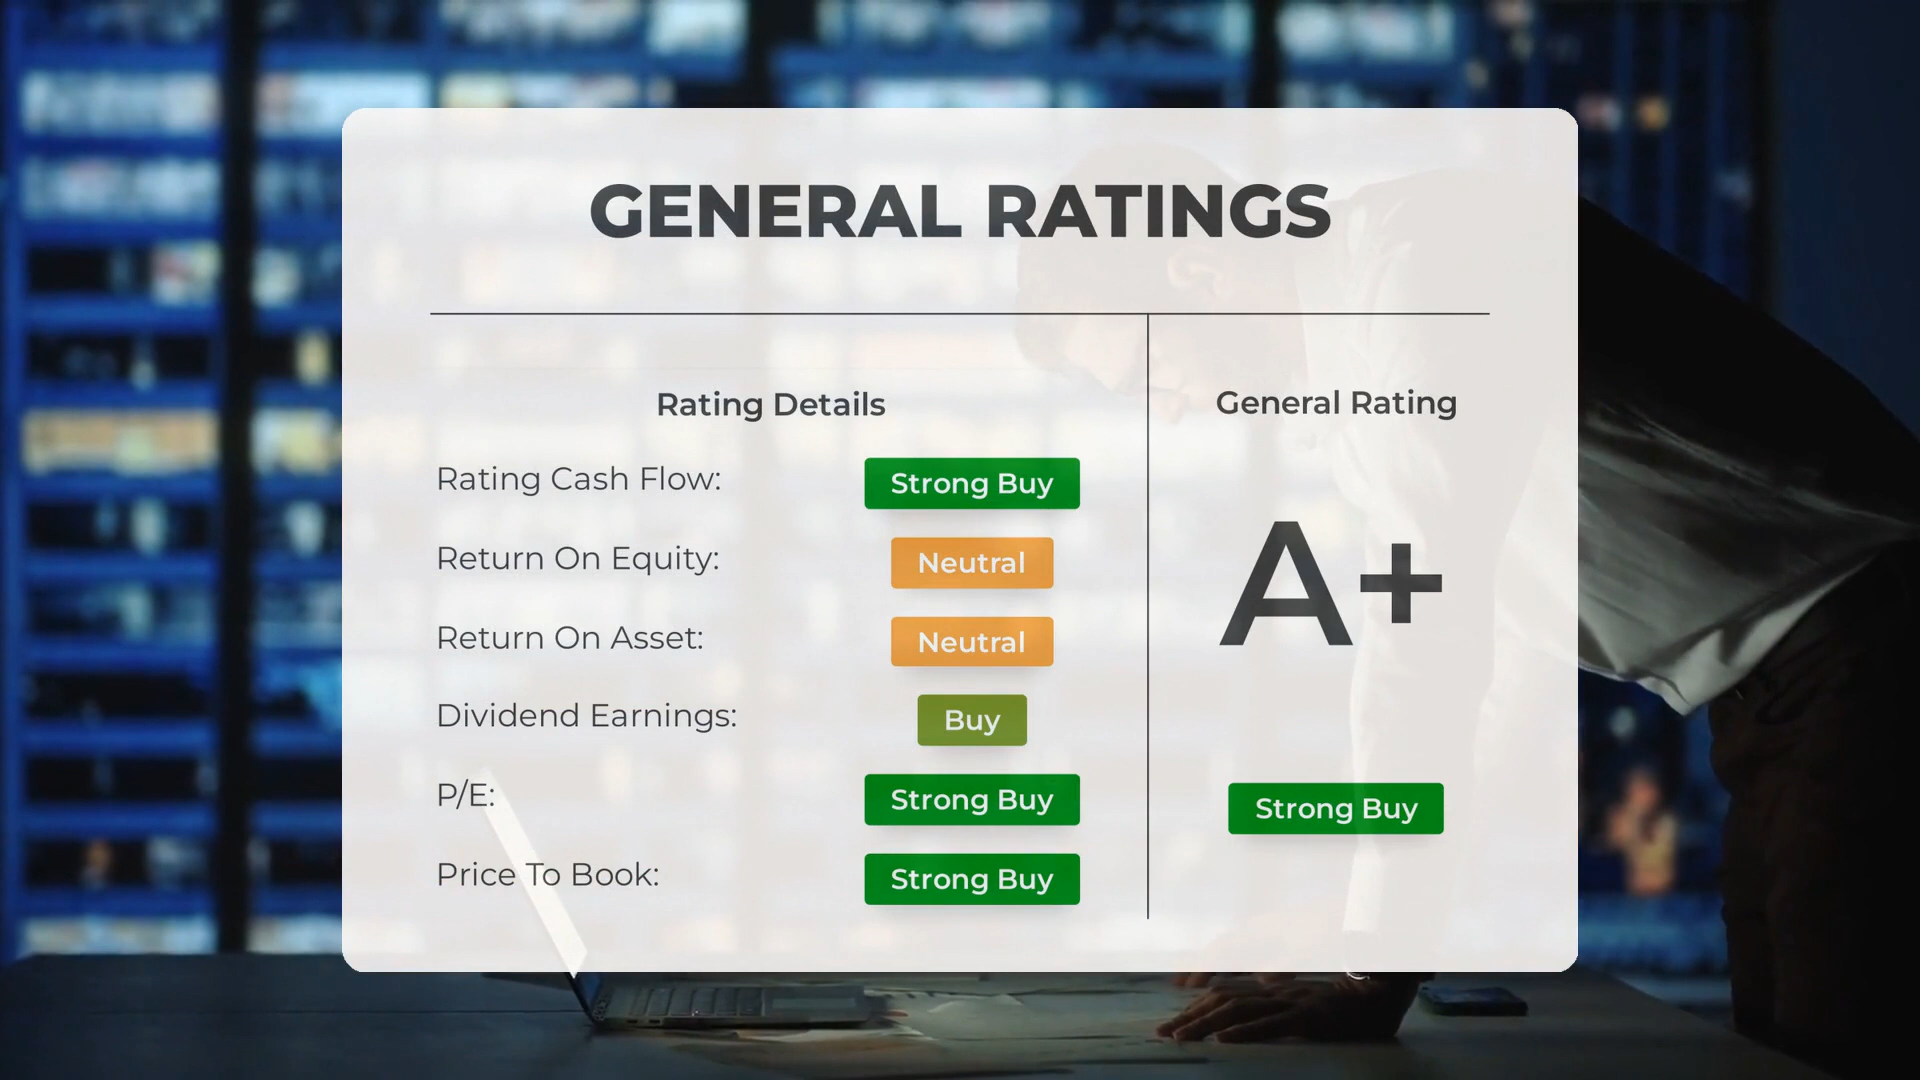 GENERAL RATINGS
Rating Details
Rating Cash Flow: Strong Buy
Return On Equity: Neutral
Return On Asset: Neutral
Dividend Earnings: Buy
P/E: Strong Buy
Price To Book: Strong Buy
General Rating
A+
Strong Buy